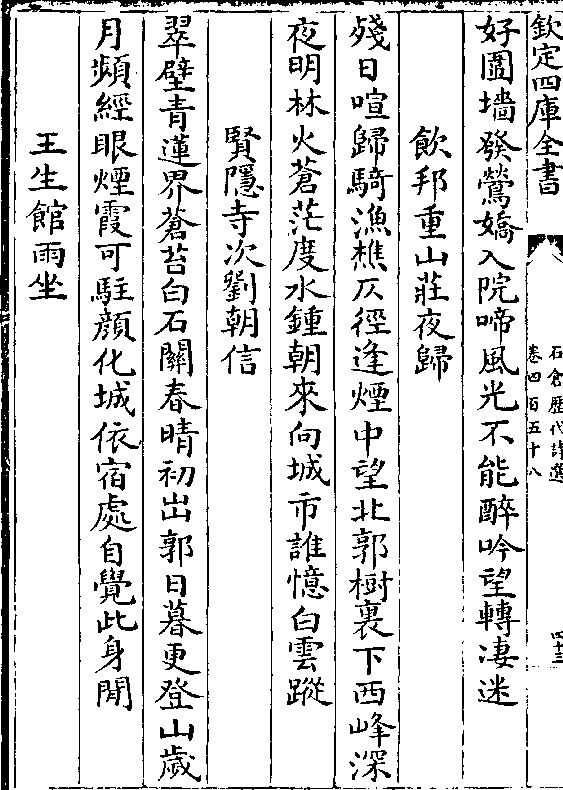 欽定四庫全書
石倉歷代詩選
卷四百五十八
四十三
好園墻發鶯嬌入院啼風光不能醉吟望轉凄迷
飲邦重山莊夜歸
殘日喧歸騎漁樵仄徑逢煙中望北郭樹裏下西峰深
夜明林火蒼茫度水鍾朝來向城市誰憶白雲蹤
賢隱寺次劉朝信
翠壁青蓮界蒼苔白石關春晴初出郭日暮更登山歲
月頻經眼煙霞可駐顔化城依宿處自覺此身閒
王生館雨坐